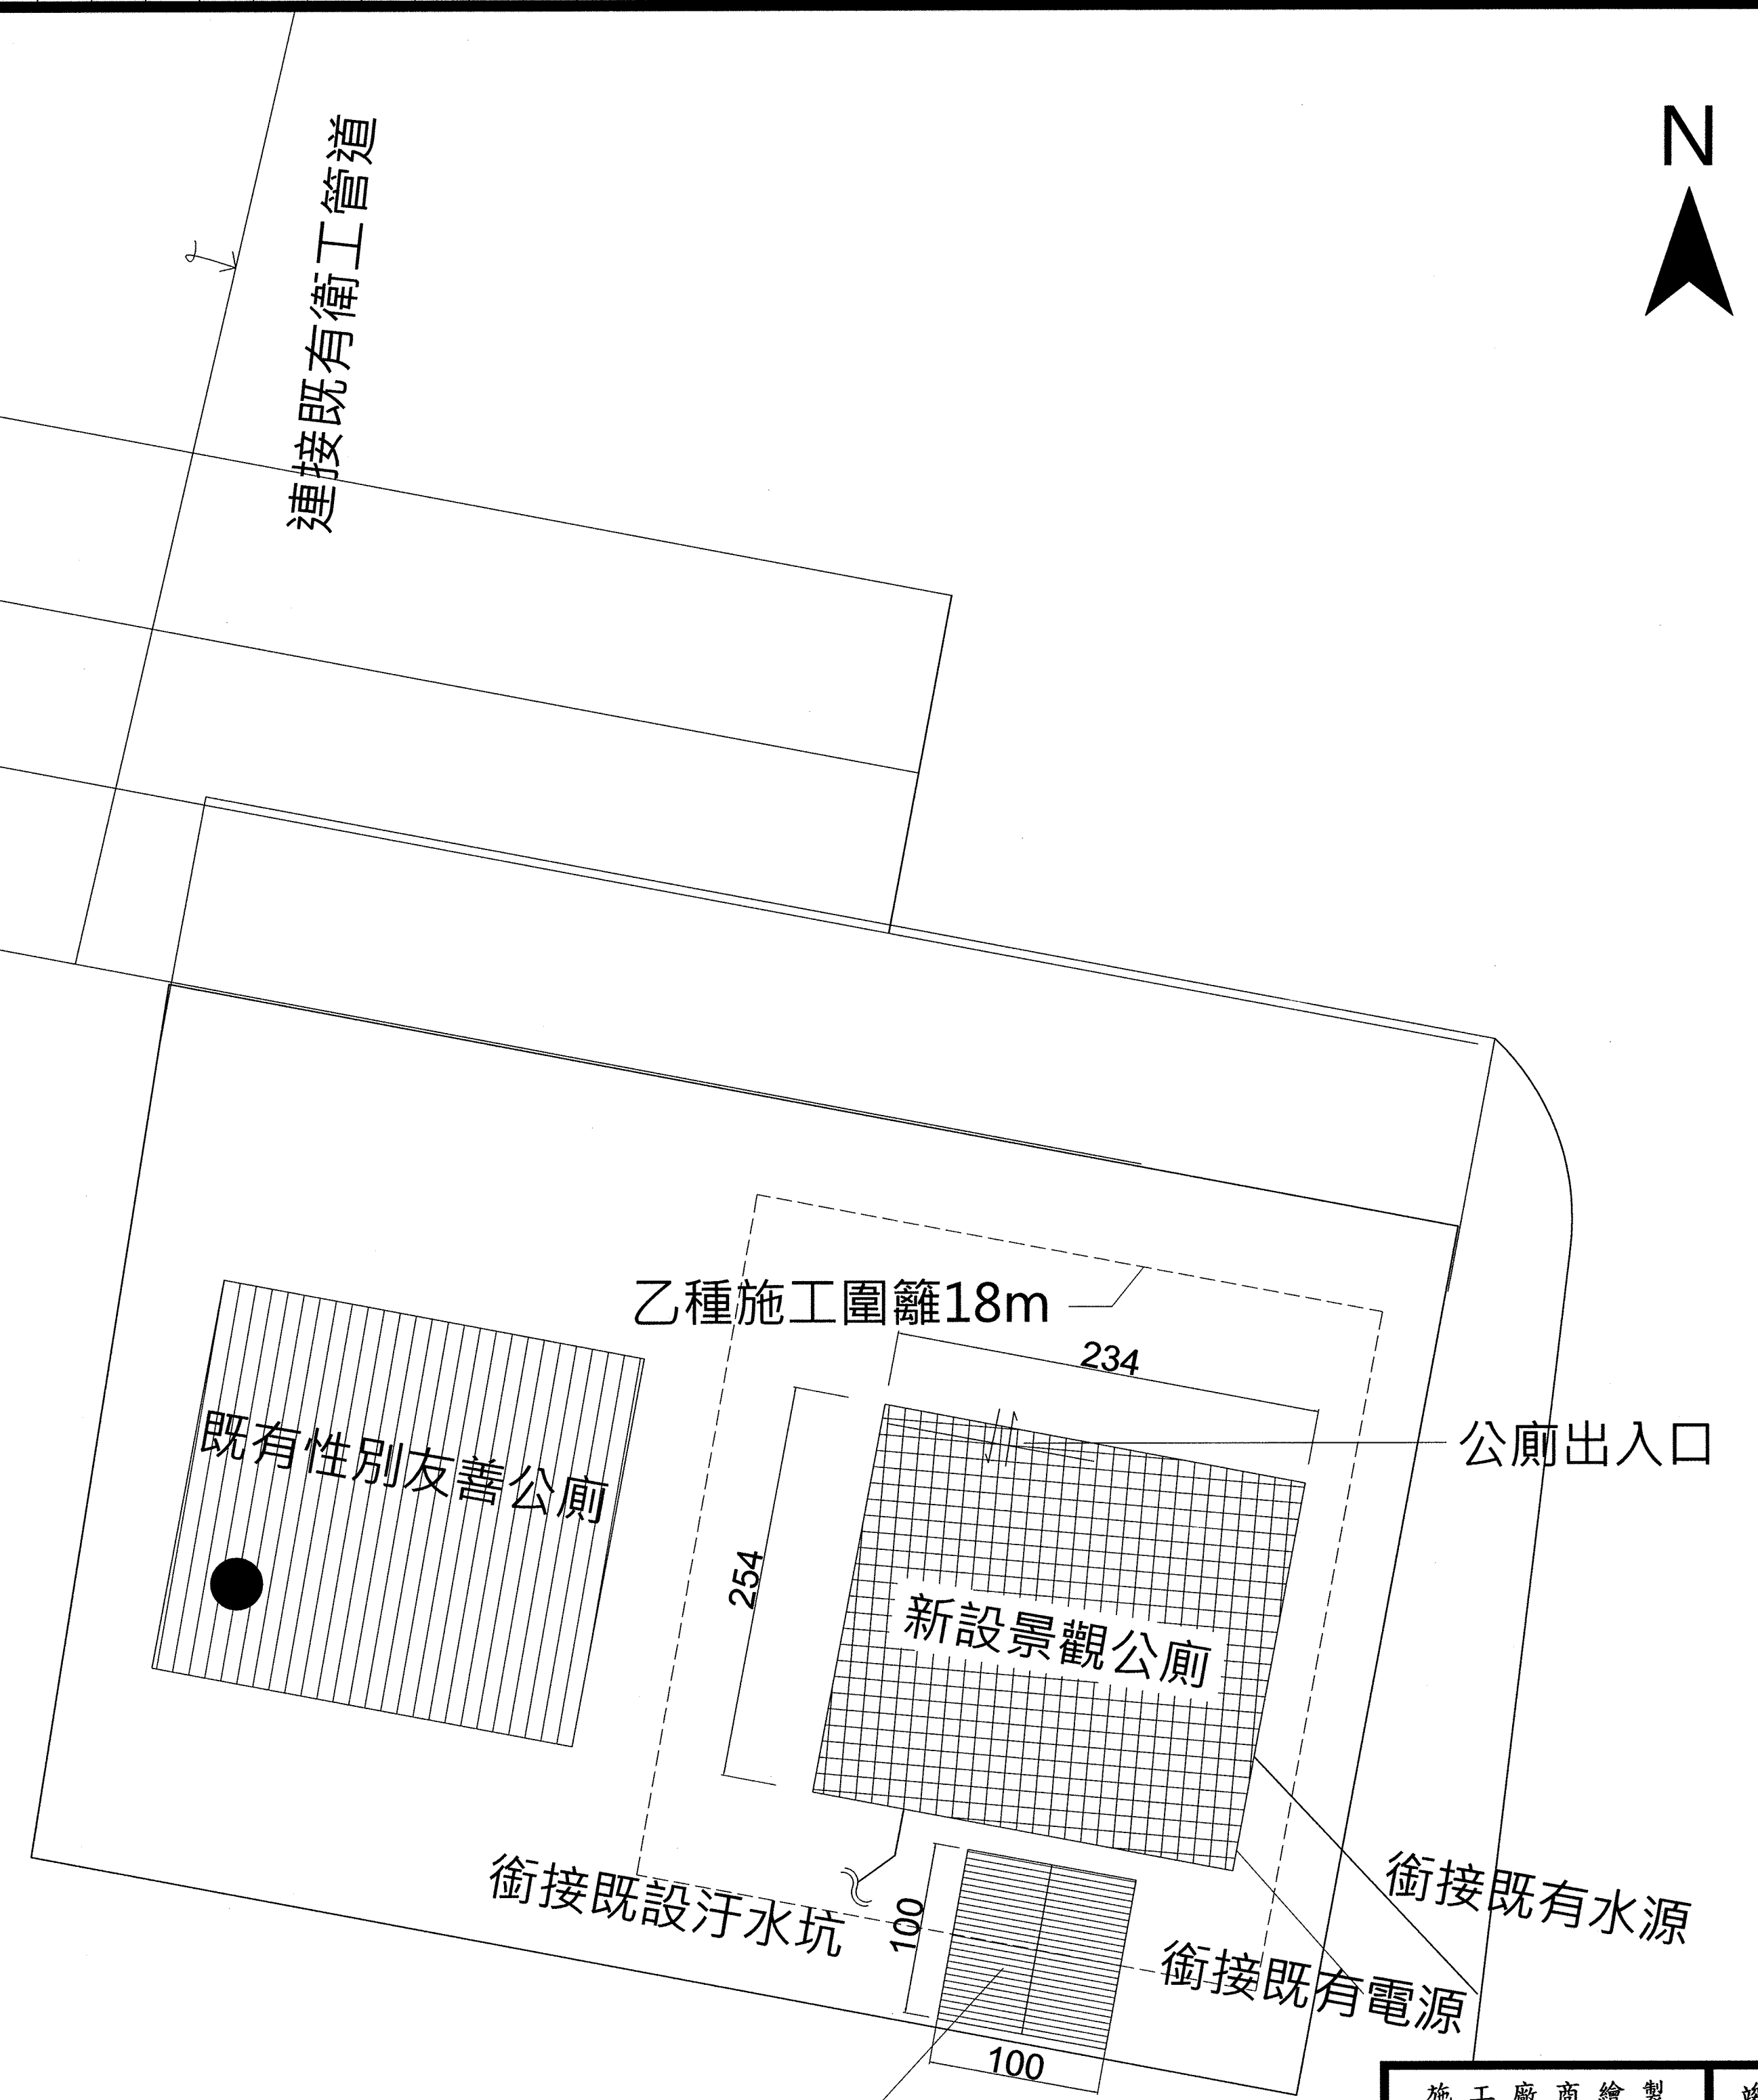 N
連接既有衛工管道
乙種施工圍籬18m
234
公廁出入口
既有性別友善公廁
254
新設景觀公廁
銜接既設汙水坑
100
銜接既有水源
銜接既有電源
100
施工廠商繪製